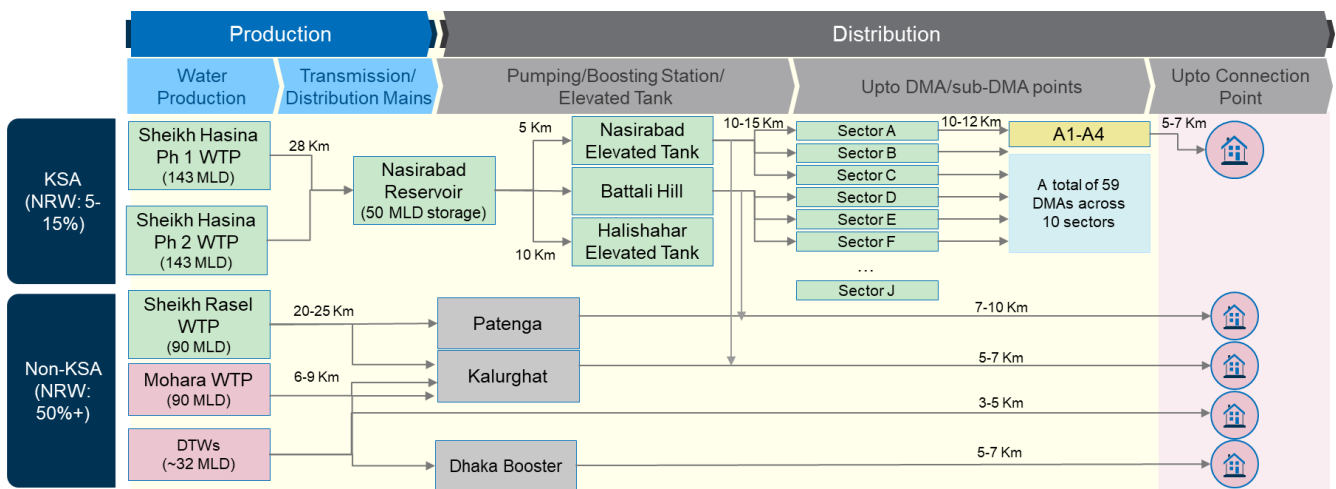 Production
Distribution
Water
Production
Transmission/
Distribution Mains
Pumping/Boosting Station/
Elevated Tank
Upto DMA/sub-DMA points
Upto Connection
Point
KSA
(NRW: 5-
15%)
Sheikh Hasina
Ph 1 WTP
(143 MLD)
28 Km
Sheikh Hasina
Ph 2 WTP
(143 MLD)
Nasirabad
Reservoir
(50 MLD storage)
5 Km
10 Km
Nasirabad
Elevated Tank
Battali Hill
Halishahar
Elevated Tank
10-15 Km
Sector A
Sector B
Sector C
Sector D
Sector E
Sector F
...
Sector J
10-12 Km
A1-A4
A total of 59
DMAs across
10 sectors
5-7 Km
Non-KSA
(NRW:
50%+)
Sheikh Rasel
WTP
(90 MLD)
20-25 Km
Mohara WTP
(90 MLD)
6-9 Km
DTWs
(~32 MLD)
Patenga
Kalurghat
Dhaka Booster
7-10 Km
5-7 Km
3-5 Km
5-7 Km